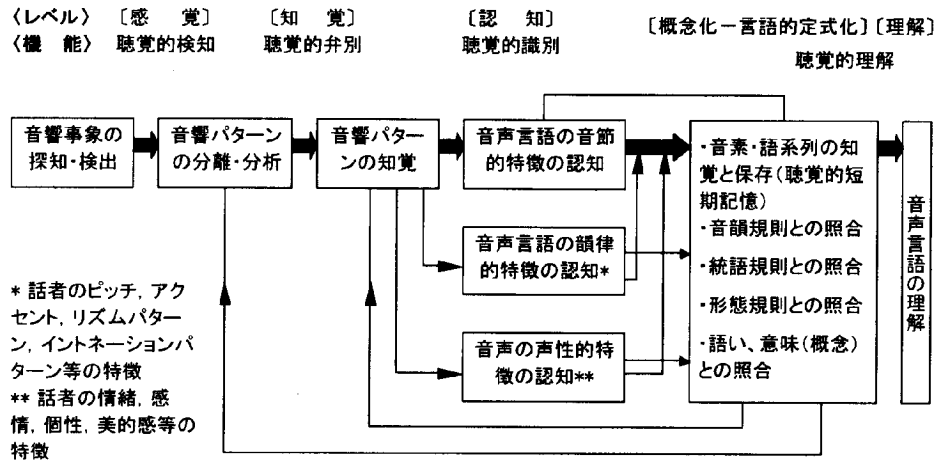 〈レベル〉 〔感 覚〕 〔知 覚〕 〔認 知〕 〔概念化－言語的定式化〕〔理解〕
〈機 能〉 聴覚的検知 聴覚的弁別 聴覚的識別
聴覚的理解
音響事象の
探知・検出
音響パターン
の分離・分析
音響パター
ンの知覚
音声言語の音節
的特徴の認知
音声言語の韻律
的特徴の認知*
音声の声性的特
徴の認知**
・音素・語系列の知
覚と保存(聴覚的短
期記憶)
・音韻規則との照合
・統語規則との照合
・形態規則との照合
・語い、意味(概念)
との照合
音声言語の理解
* 話者のピッチ, アク
セント, リズムパター
ン, イントネーションパ
ターン等の特徴
** 話者の情緒, 感
情, 個性, 美的感等の
特徴